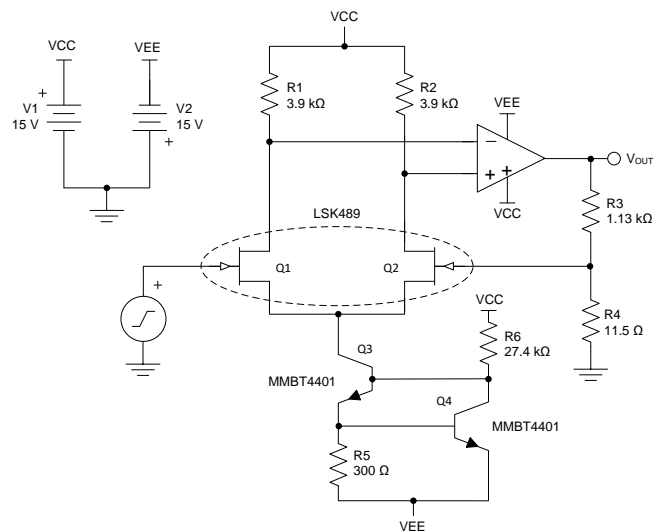 VCC
VCC
VEE
V1
15 V
V2
15 V
+
+
R1
3.9 kΩ
R2
3.9 kΩ
VEE
−
+
+
VCC
VOUT
R3
1.13 kΩ
LSK489
Q1
Q2
+
R4
11.5 Ω
VCC
R6
27.4 kΩ
Q3
MMBT4401
Q4
MMBT4401
R5
300 Ω
VEE